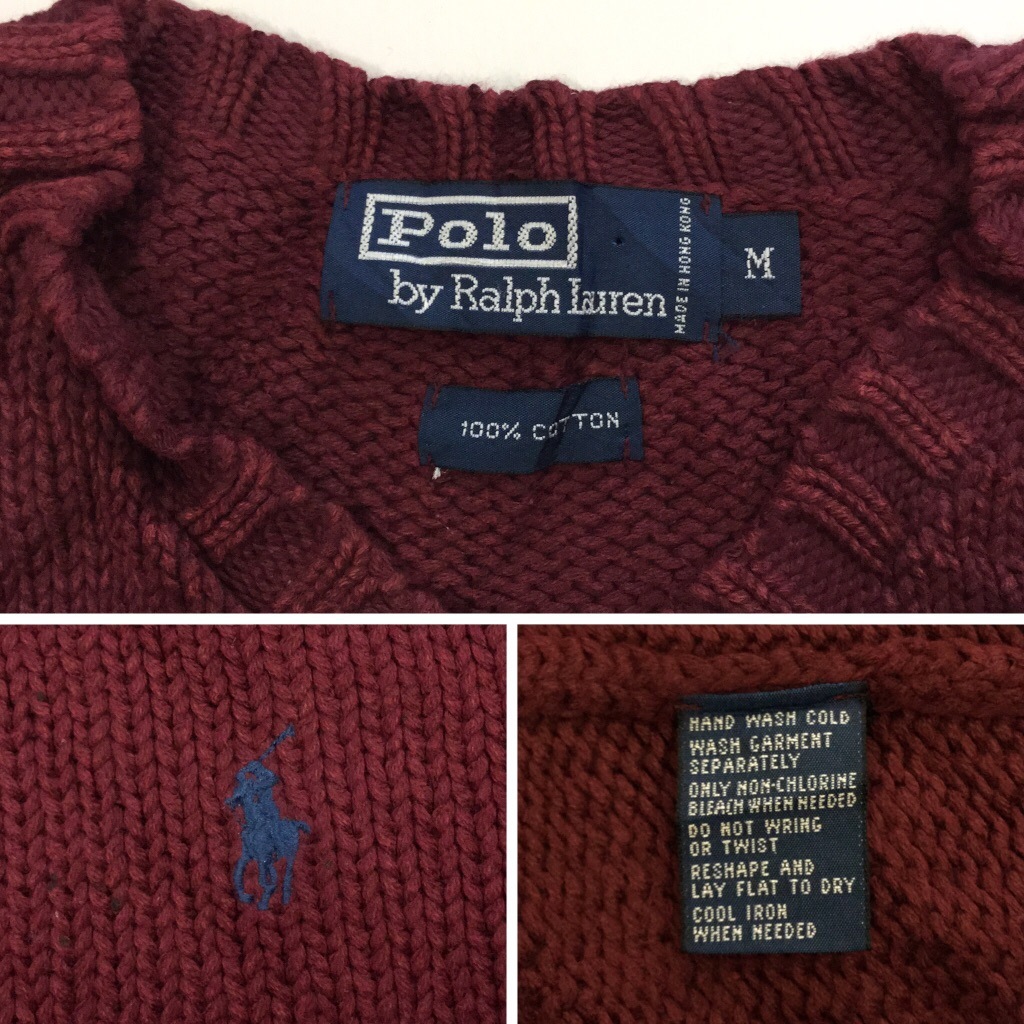 Polo
by Ralph Lauren
MADE IN HONG KONG
M
100% COTTON
HAND WASH COLD
WASH GARMENT
SEPARATELY
ONLY NON-CHLORINE
BLEACH WHEN NEEDED
DO NOT WRING
OR TWIST
RESHAPE AND
LAY FLAT TO DRY
COOL IRON
WHEN NEEDED